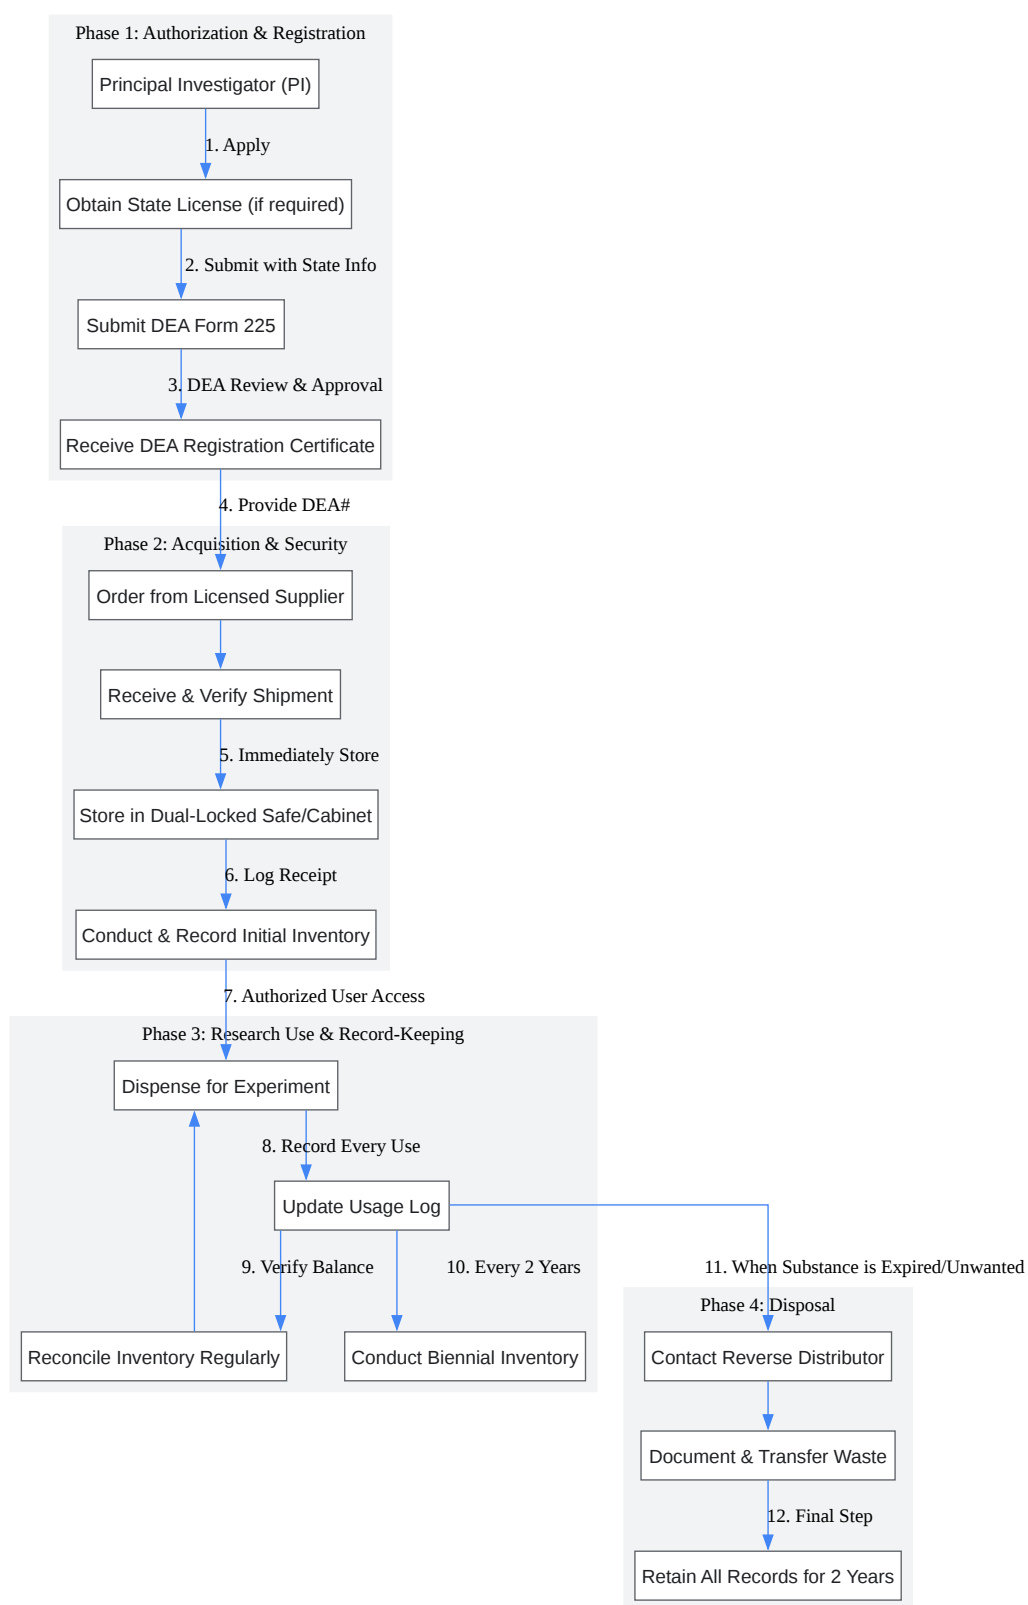 Phase 1: Authorization & Registration
Principal Investigator (PI)
1. Apply
Obtain State License (if required)
2. Submit with State Info
Submit DEA Form 225
3. DEA Review & Approval
Receive DEA Registration Certificate
4. Provide DEA#
Phase 2: Acquisition & Security
Order from Licensed Supplier
Receive & Verify Shipment
5. Immediately Store
Store in Dual-Locked Safe/Cabinet
6. Log Receipt
Conduct & Record Initial Inventory
7. Authorized User Access
Phase 3: Research Use & Record-Keeping
Dispense for Experiment
8. Record Every Use
Update Usage Log
9. Verify Balance
10. Every 2 Years
11. When Substance is Expired/Unwanted
Phase 4: Disposal
Reconcile Inventory Regularly
Conduct Biennial Inventory
Contact Reverse Distributor
Document & Transfer Waste
12. Final Step
Retain All Records for 2 Years